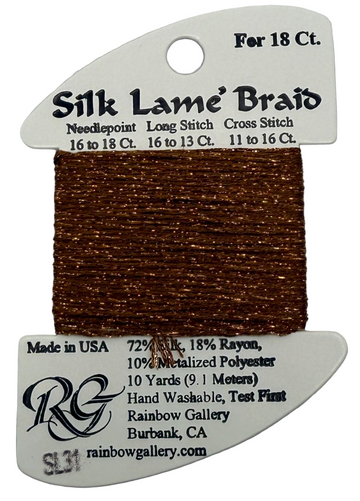 For 18 Ct.
Silk Lame' Braid
Needlepoint Long Stitch Cross Stitch
16 to 18 Ct. 16 to 13 Ct. 11 to 16 Ct.
Made in USA 72% Silk, 18% Rayon,
10% Metalized Polyester
10 Yards (9.1 Meters)
Hand Washable, Test First
Rainbow Gallery
Burbank, CA
rainbowgallery.com
RG
SL31